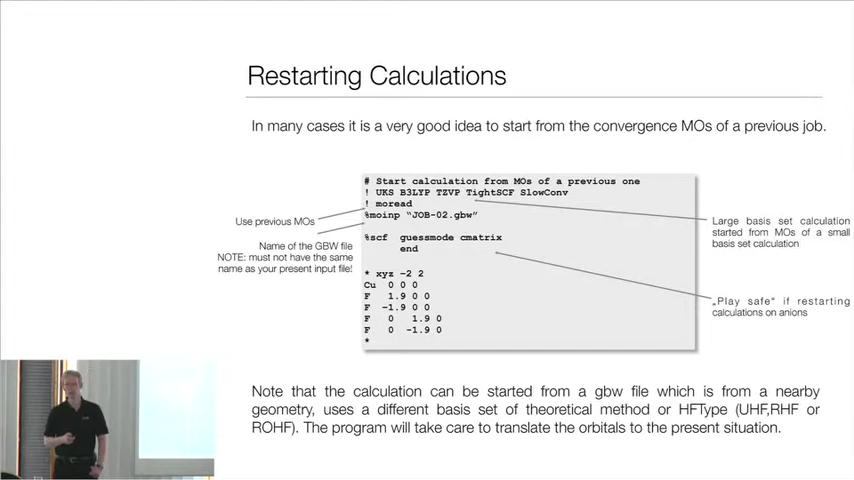 Restarting Calculations
In many cases it is a very good idea to start from the convergence MOs of a previous job.
# Start calculation from MOs of a previous one
! UKS B3LYP TZVP TightSCF SlowConv
! moread
%moinp “JOB-02.gbw”
%scf guessmode cmatrix
end
* xyz -2 2
Cu 0 0 0
F 1.9 0 0
F -1.9 0 0
F 0 1.9 0
F 0 -1.9 0
*
Use previous MOs
Name of the GBW file
NOTE: must not have the same
name as your present input file!
Large basis set calculation
started from MOs of a small
basis set calculation
„Play safe“ if restarting
calculations on anions
Note that the calculation can be started from a gbw file which is from a nearby
geometry, uses a different basis set of theoretical method or HFType (UHF,RHF or
ROHF). The program will take care to translate the orbitals to the present situation.